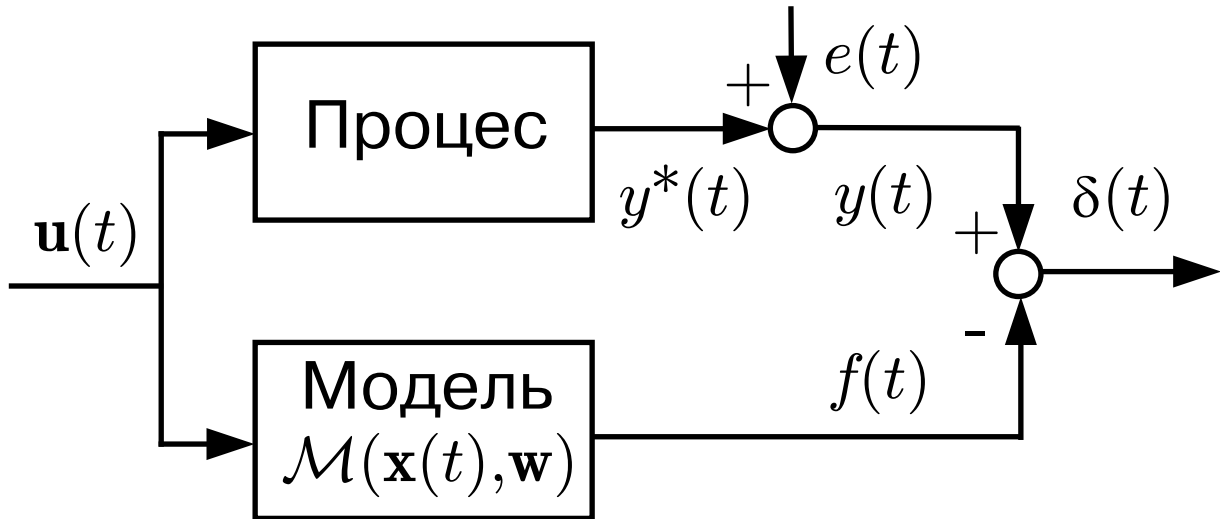 Процес
+
e(t)
u(t)
y*(t)
y(t)
+
δ(t)
-
Модель
M(x(t),w)
f(t)